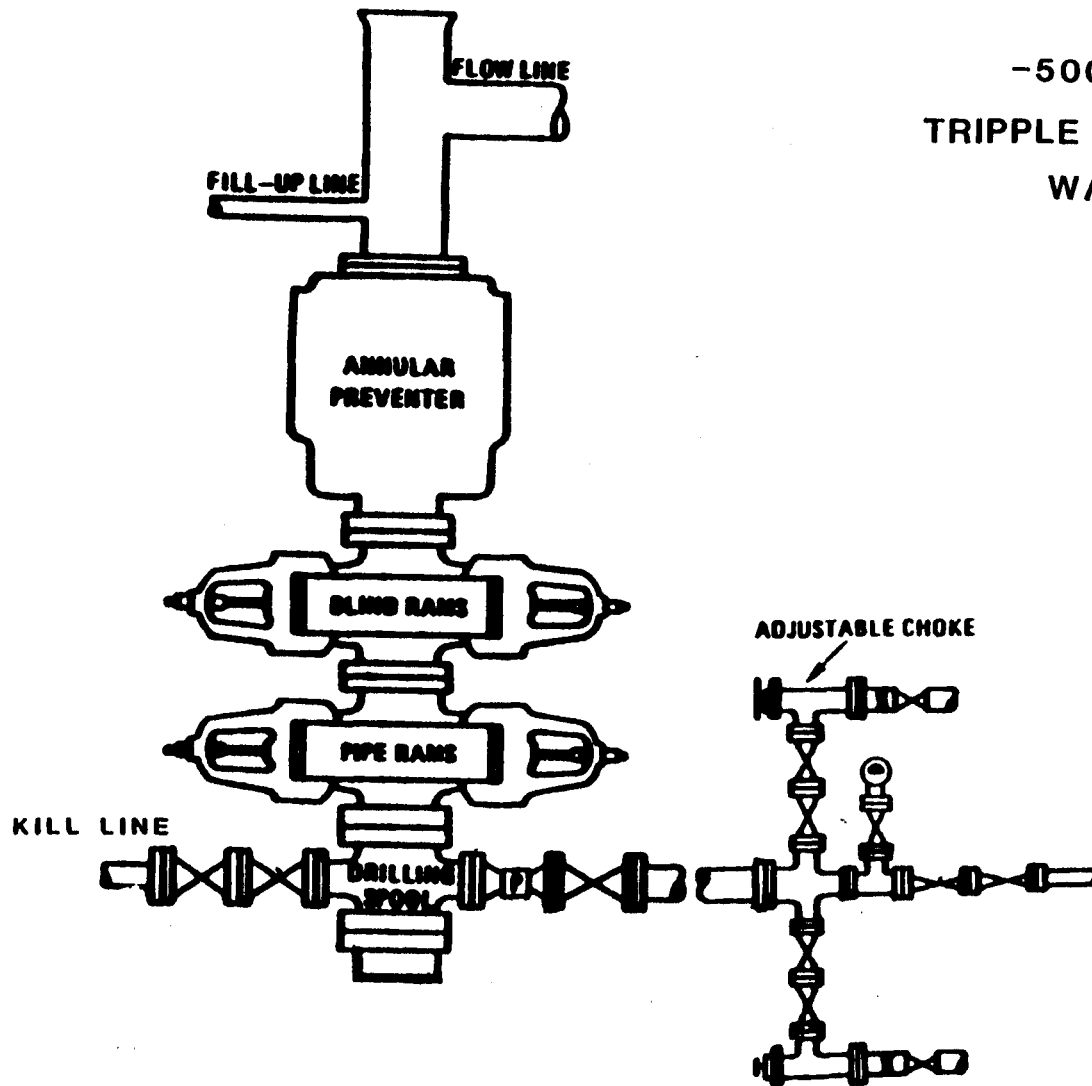 -500
TRIPPLE
WA
FLOW LINE
FILL-UP LINE
ANNULAR
PREVENTER
BLIND RAMS
ADJUSTABLE CHOKE
PIPE RAMS
KILL LINE
DRILLING
SPOOL
P